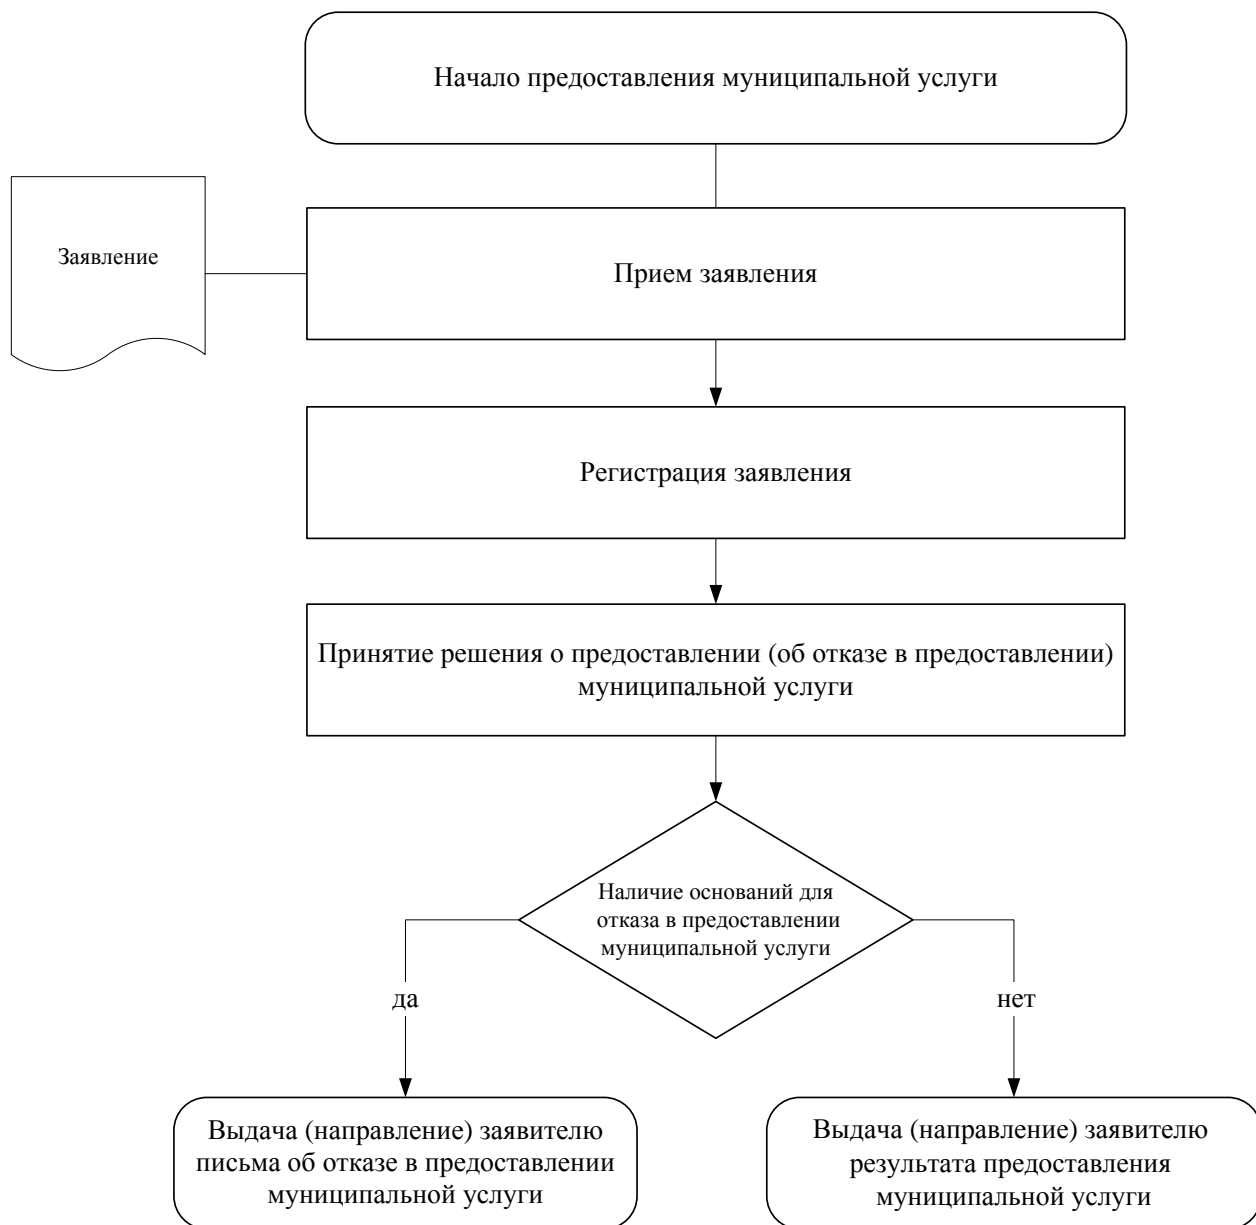 Начало предоставления муниципальной услуги
Заявление
Прием заявления
Регистрация заявления
Принятие решения о предоставлении (об отказе в предоставлении)
муниципальной услуги
Наличие оснований для
отказа в предоставлении
муниципальной услуги
да
нет
Выдача (направление) заявителю
письма об отказе в предоставлении
муниципальной услуги
Выдача (направление) заявителю
результата предоставления
муниципальной услуги